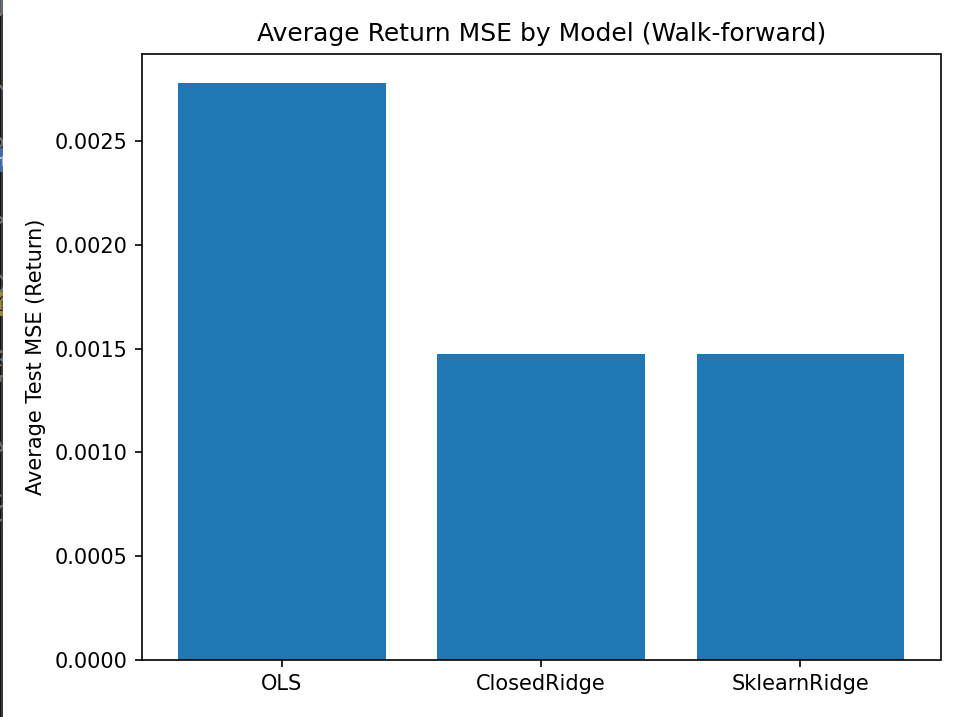 Average Return MSE by Model (Walk-forward)
Average Test MSE (Return)
0.0025
0.0020
0.0015
0.0010
0.0005
0.0000
OLS
ClosedRidge
SklearnRidge